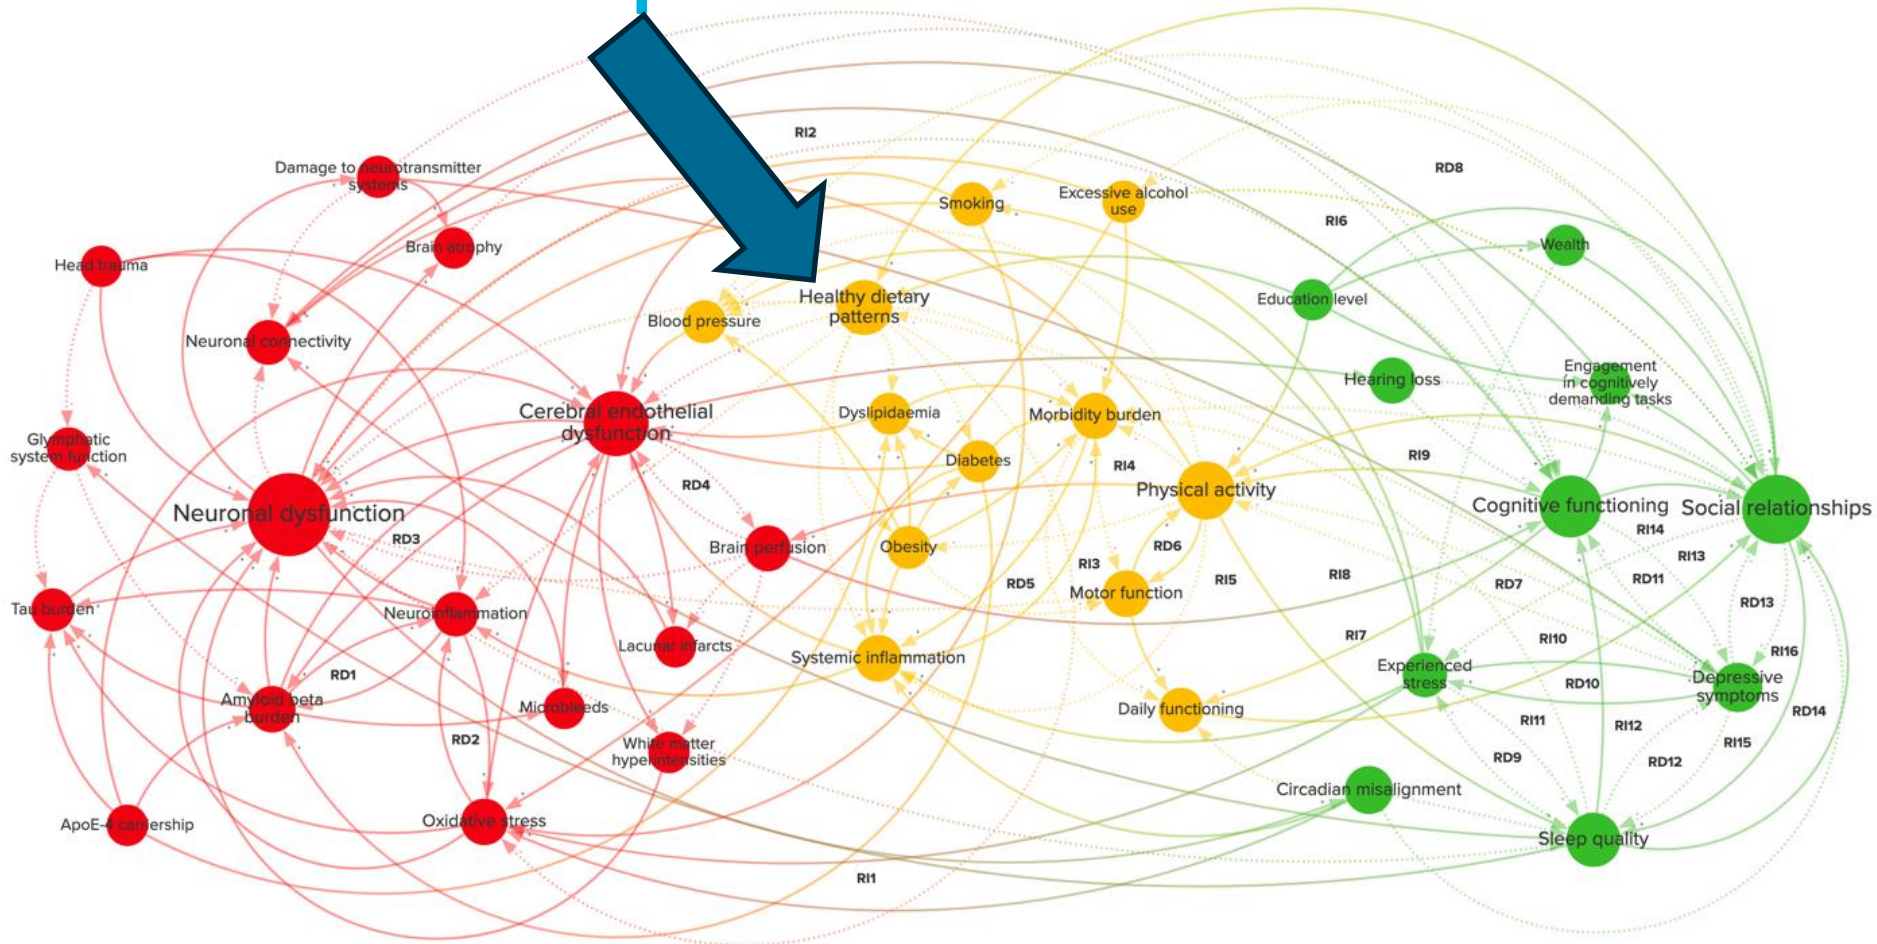 RI2
Damage to neurotransmitter
systems
RD8
Smoking
Excessive alcohol
use
RI6
Brain atrophy
Wealth
Head trauma
Healthy dietary
patterns
Education level
Blood pressure
Neuronal connectivity
Engagement
in cognitively
demanding tasks
Hearing loss
Cerebral endothelial
dysfunction
Dyslipidaemia
Morbidity burden
Glymphatic
system function
Diabetes
RI4
RI9
RD4
Physical activity
Neuronal dysfunction
Cognitive functioning
Social relationships
RI14
RD3
Brain perfusion
Obesity
RD6
RI13
RI3
RD5
RI5
RI8
RD7
RD11
Motor function
RD13
Tau burden
Neuroinflammation
Lacunar infarcts
RI7
RI10
RI16
Systemic inflammation
Experienced
stress
RD1
RD10
Depressive
symptoms
Amyloid beta
burden
Microbleeds
Daily functioning
RD14
RI11
RI12
RD2
White matter
hyperintensities
RI15
RD9
RD12
Circadian misalignment
ApoE-4 carriership
Oxidative stress
Sleep quality
RI1